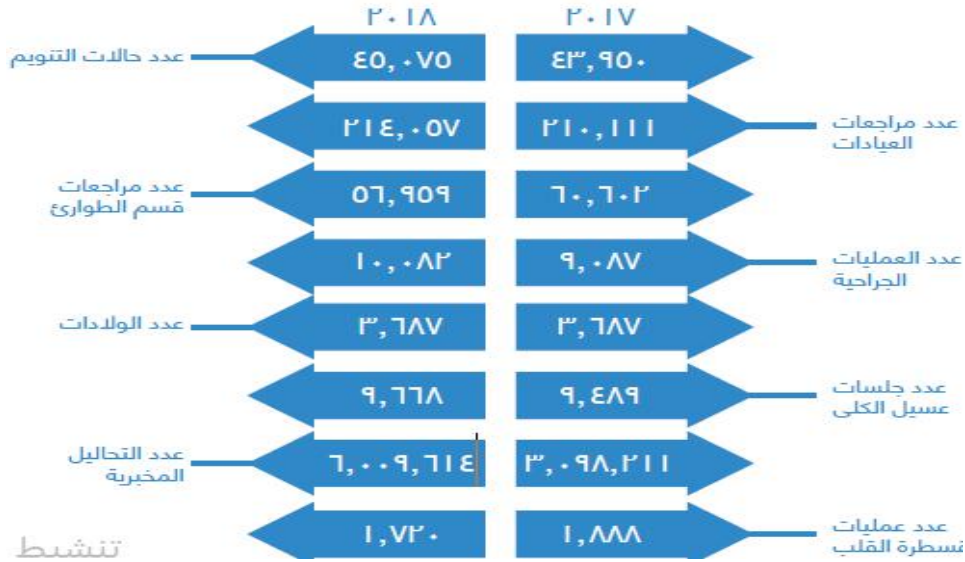 ٢٠١٧
٢٠١٨
٤٣,٩٥٠
٤٥,٠٧٥
عدد حالات التنويم
عدد مراجعات
العيادات
٢١٠,١١١
٢١٤,٠٥٧
٦٠,٦٠٢
٥٦,٩٥٩
عدد مراجعات
قسم الطوارئ
عدد العمليات
الجراحية
٩,٠٨٧
١٠,٠٨٢
٣,٦٨٧
٣,٦٨٧
عدد الولادات
عدد جلسات
عسيل الكلى
٩,٤٨٩
٩,٦٦٨
٣,٠٩٨,٢١١
٦,٠٠٩,٦١٤
عدد التحاليل
المخبرية
عدد عمليات
قسطرة القلب
١,٨٨٨
١,٧٢٠
تنشيط